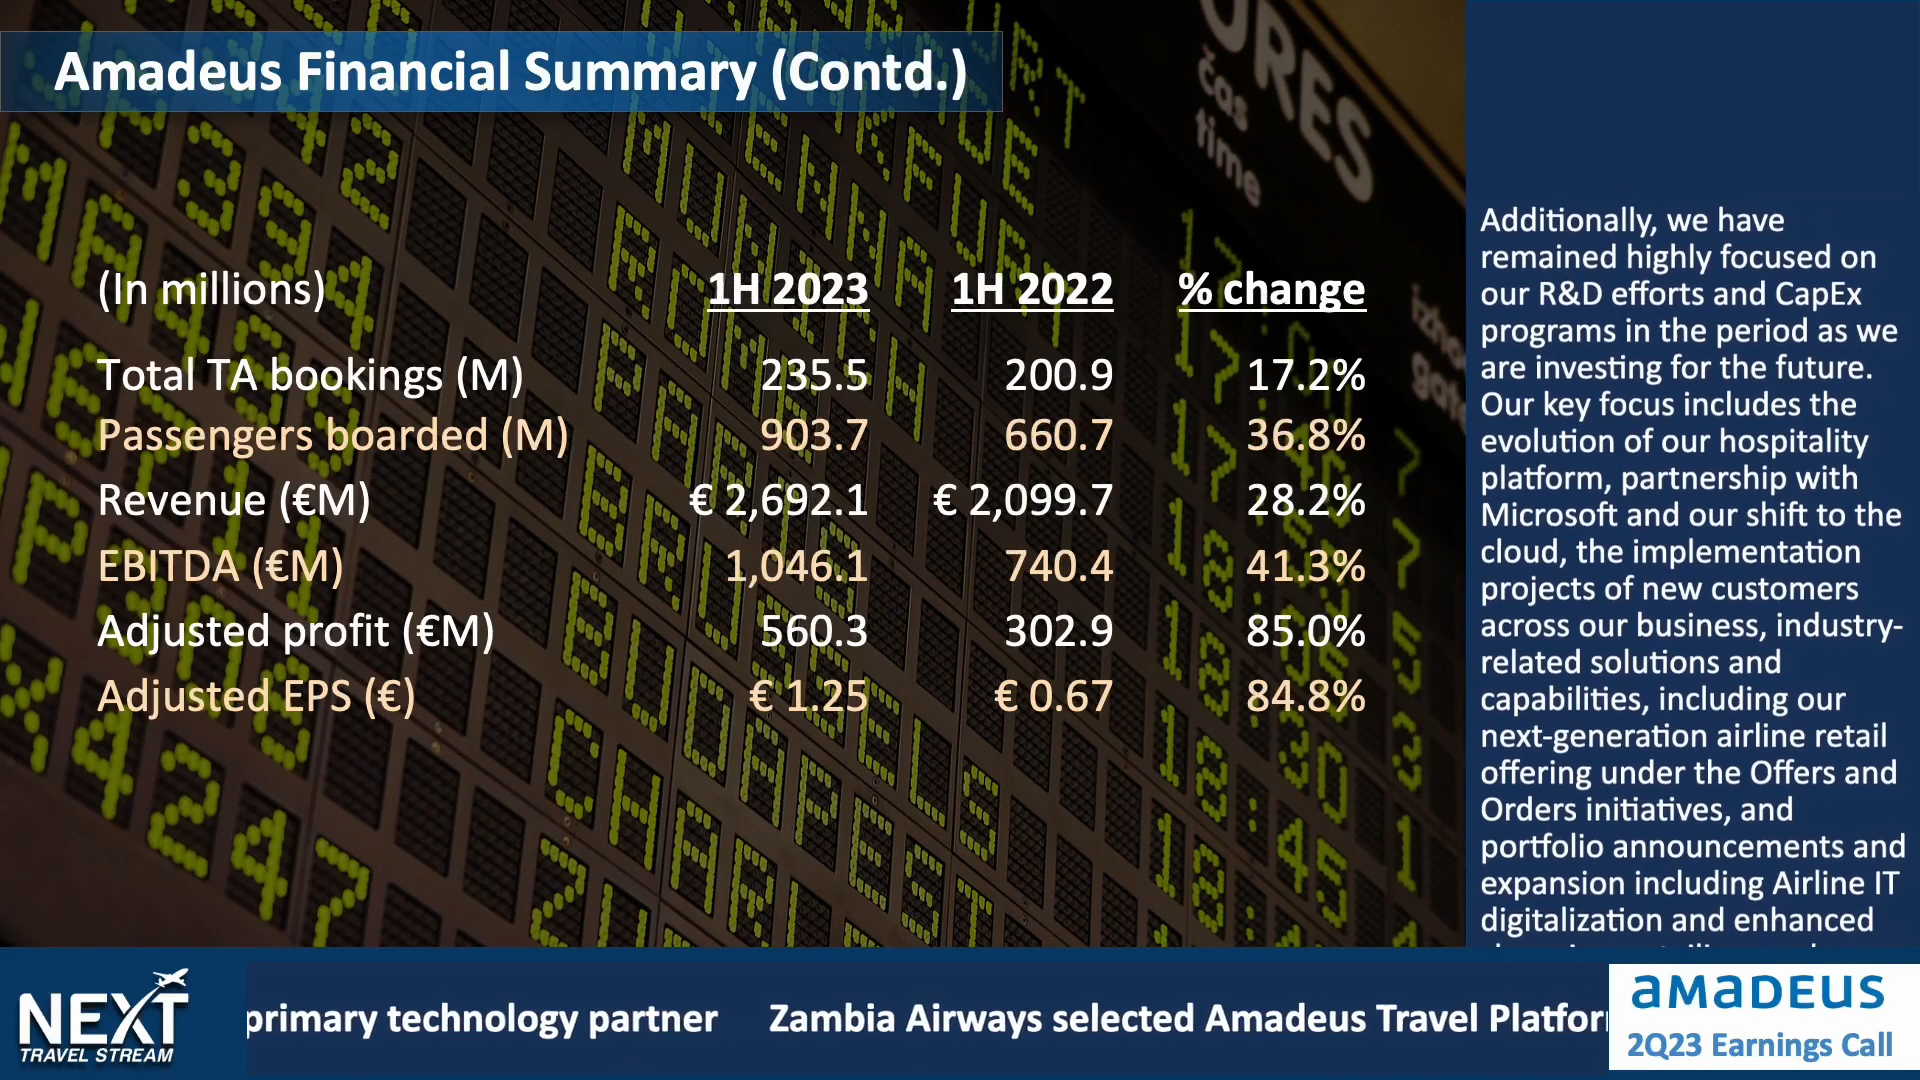 Amadeus Financial Summary (Contd.)
(In millions) 1H 2023 1H 2022 % change
Total TA bookings (M) 235.5 200.9 17.2%
Passengers boarded (M) 903.7 660.7 36.8%
Revenue (€M) € 2,692.1 € 2,099.7 28.2%
EBITDA (€M) 1,046.1 740.4 41.3%
Adjusted profit (€M) 560.3 302.9 85.0%
Adjusted EPS (€) € 1.25 € 0.67 84.8%
čas
time
Additionally, we have
remained highly focused on
our R&D efforts and CapEx
programs in the period as we
are investing for the future.
Our key focus includes the
evolution of our hospitality
platform, partnership with
Microsoft and our shift to the
cloud, the implementation
projects of new customers
across our business, industry-
related solutions and
capabilities, including our
next-generation airline retail
offering under the Offers and
Orders initiatives, and
portfolio announcements and
expansion including Airline IT
digitalization and enhanced
NEXT
TRAVEL STREAM
primary technology partner Zambia Airways selected Amadeus Travel
amaDEUS
2Q23 Earnings Call